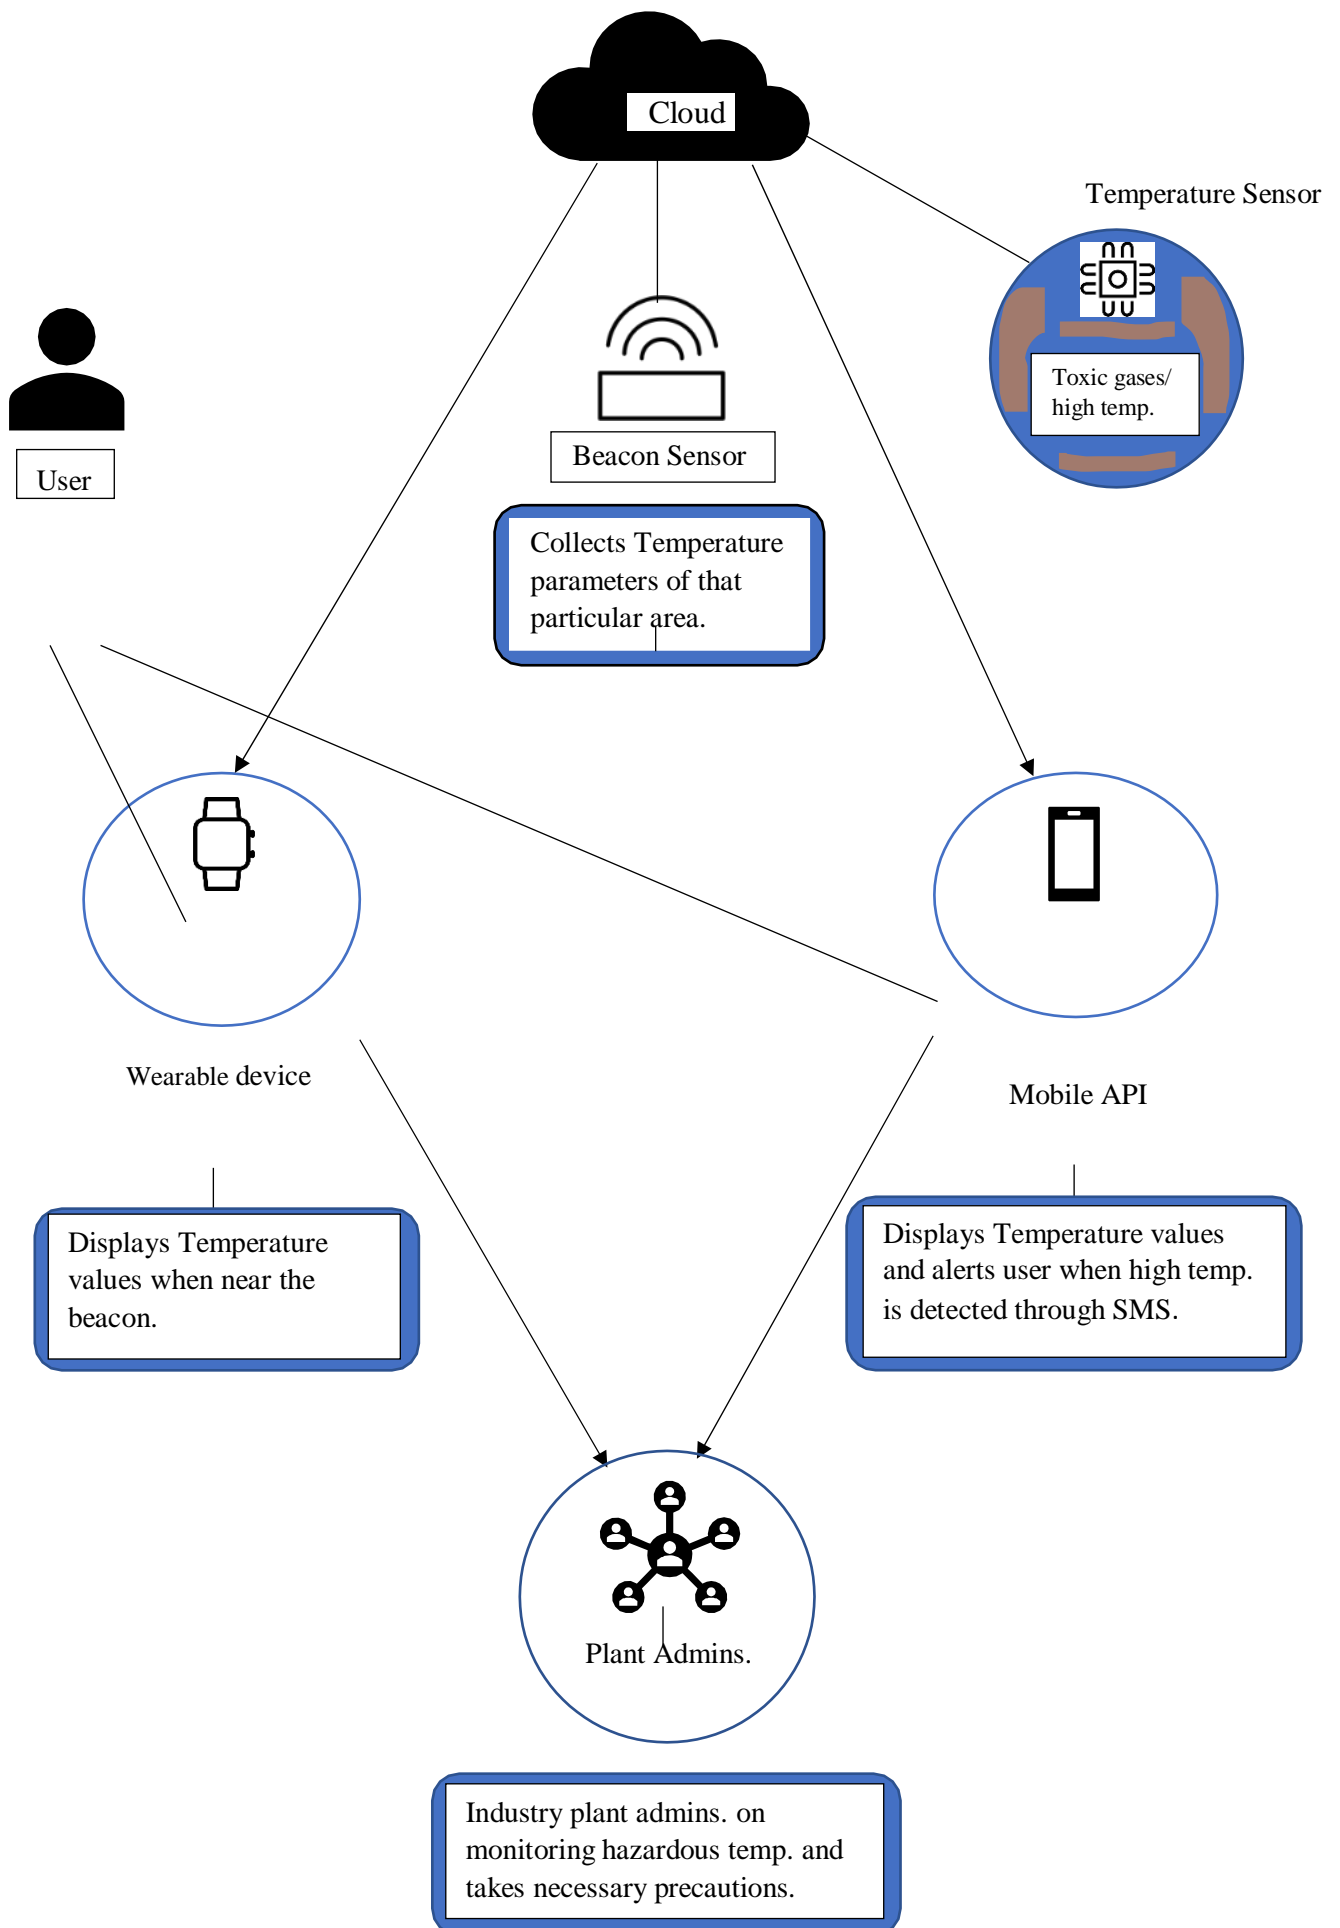 Cloud
Temperature Sensor
Toxic gases/
high temp.
User
Beacon Sensor
Collects Temperature
parameters of that
particular area.
Wearable device
Mobile API
Displays Temperature
values when near the
beacon.
Displays Temperature values
and alerts user when high temp.
is detected through SMS.
Plant Admins.
Industry plant admins. on
monitoring hazardous temp. and
takes necessary precautions.